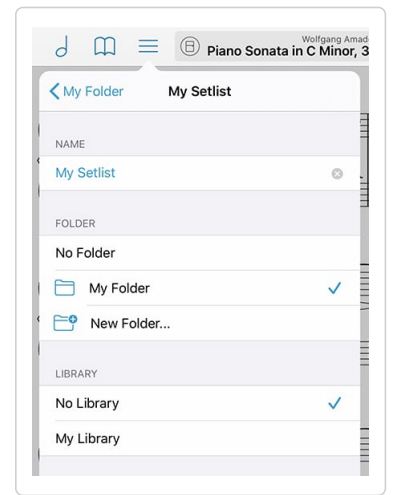 Wolfgang Amad
Piano Sonata in C Minor, 3
My Folder
My Setlist
NAME
My Setlist
FOLDER
No Folder
My Folder
New Folder...
LIBRARY
No Library
My Library